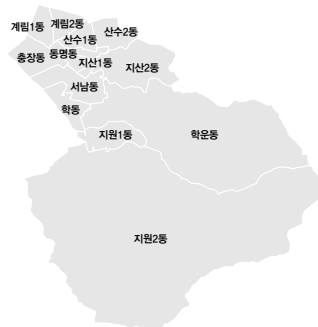 계림1동
계림2동
산수1동
산수2동
충장동
동명동
지산1동
지산2동
서남동
학동
지원1동
학운동
지원2동